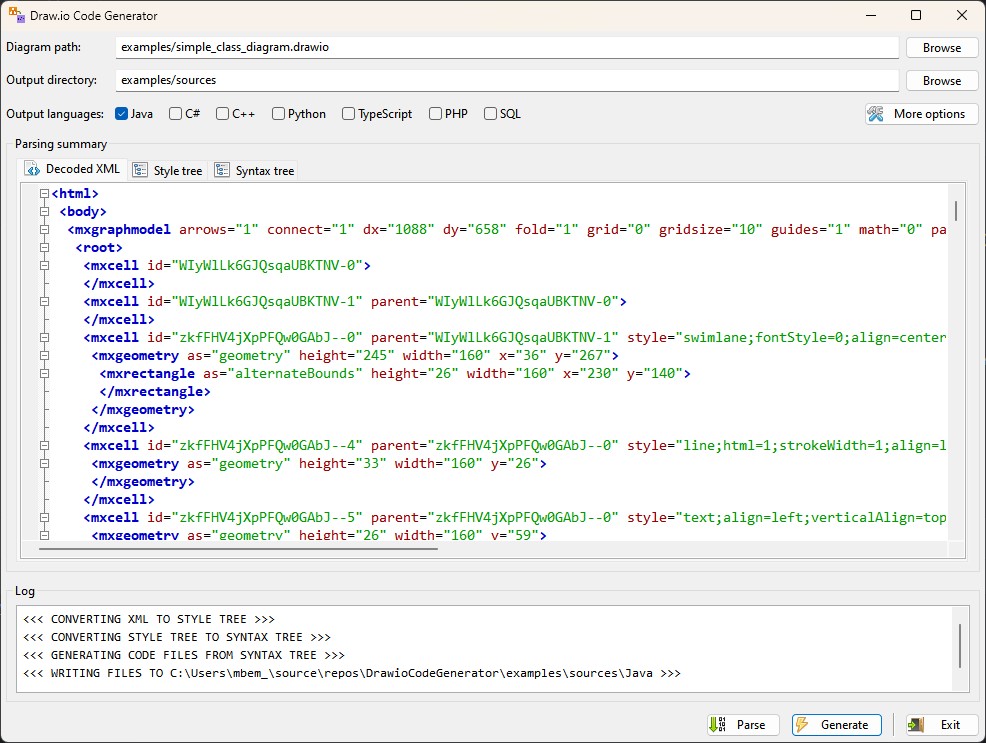 Draw.io Code Generator
Diagram path: examples/simple_class_diagram.drawio Browse
Output directory: examples/sources Browse
Output languages: Java C# C++ Python TypeScript PHP SQL More options
Parsing summary
Decoded XML Style tree Syntax tree
<html>
<body>
<mxgraphmodel arrows="1" connect="1" dx="1088" dy="658" fold="1" grid="0" gridsize="10" guides="1" math="0" pa
<root>
<mxcell id="WIyWlLk6GJQsqaUBKTNV-0">
</mxcell>
<mxcell id="WIyWlLk6GJQsqaUBKTNV-1" parent="WIyWlLk6GJQsqaUBKTNV-0">
</mxcell>
<mxcell id="zkfFHV4jXpPFQw0GAbJ--0" parent="WIyWlLk6GJQsqaUBKTNV-1" style="swimlane;fontStyle=0;align=center
<mxgeometry as="geometry" height="245" width="160" x="36" y="267">
<mxrectangle as="alternateBounds" height="26" width="160" x="230" y="140">
</mxrectangle>
</mxgeometry>
</mxcell>
<mxcell id="zkfFHV4jXpPFQw0GAbJ--4" parent="zkfFHV4jXpPFQw0GAbJ--0" style="line;html=1;strokeWidth=1;align=l
<mxgeometry as="geometry" height="33" width="160" y="26">
</mxgeometry>
</mxcell>
<mxcell id="zkfFHV4jXpPFQw0GAbJ--5" parent="zkfFHV4jXpPFQw0GAbJ--0" style="text;align=left;verticalAlign=top
<mxgeometry as="geometry" height="26" width="160" y="59">
Log
<<< CONVERTING XML TO STYLE TREE >>>
<<< CONVERTING STYLE TREE TO SYNTAX TREE >>>
<<< GENERATING CODE FILES FROM SYNTAX TREE >>>
<<< WRITING FILES TO C:\Users\mbem_\source\repos\DrawioCodeGenerator\examples\sources\Java >>>
Parse Generate Exit